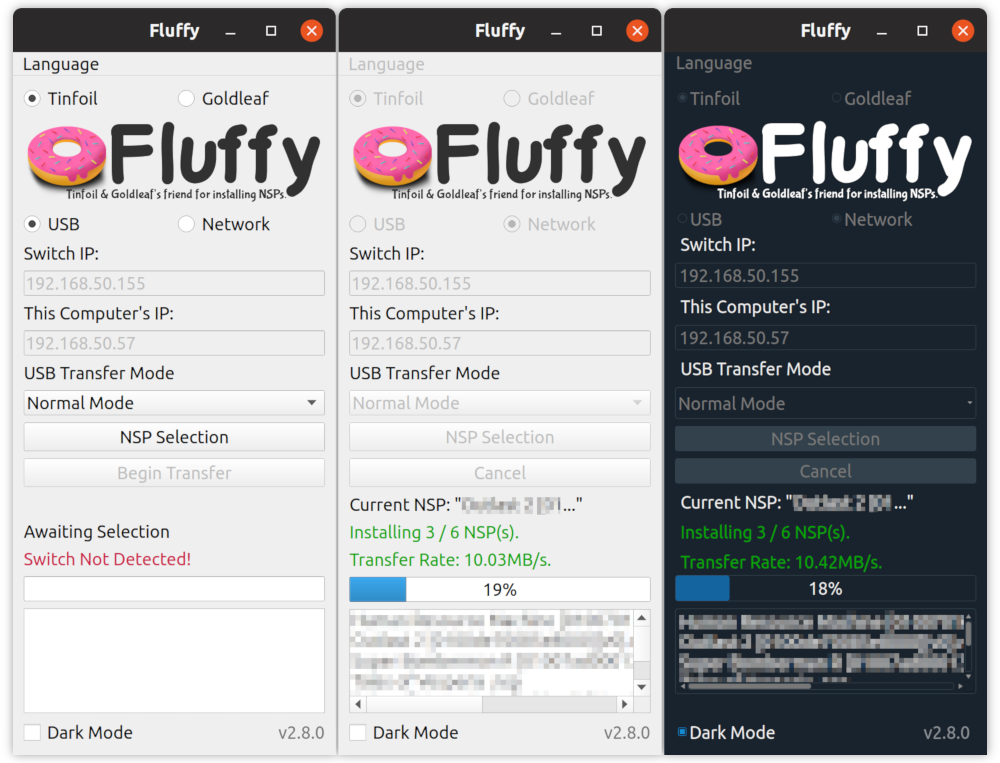 Fluffy
Language
Tinfoil Goldleaf
Fluffy
Tinfoil & Goldleaf's friend for installing NSPs.
USB Network
Switch IP:
192.168.50.155
This Computer's IP:
192.168.50.57
USB Transfer Mode
Normal Mode
NSP Selection
Begin Transfer
Awaiting Selection
Switch Not Detected!
Dark Mode v2.8.0
Fluffy
Language
Tinfoil Goldleaf
Fluffy
Tinfoil & Goldleaf's friend for installing NSPs.
USB Network
Switch IP:
192.168.50.155
This Computer's IP:
192.168.50.57
USB Transfer Mode
Normal Mode
NSP Selection
Cancel
Current NSP: "..."
Installing 3 / 6 NSP(s).
Transfer Rate: 10.03MB/s.
19%
Dark Mode v2.8.0
Fluffy
Language
Tinfoil Goldleaf
Fluffy
Tinfoil & Goldleaf's friend for installing NSPs.
USB Network
Switch IP:
192.168.50.155
This Computer's IP:
192.168.50.57
USB Transfer Mode
Normal Mode
NSP Selection
Cancel
Current NSP: "..."
Installing 3 / 6 NSP(s).
Transfer Rate: 10.42MB/s.
18%
Dark Mode v2.8.0